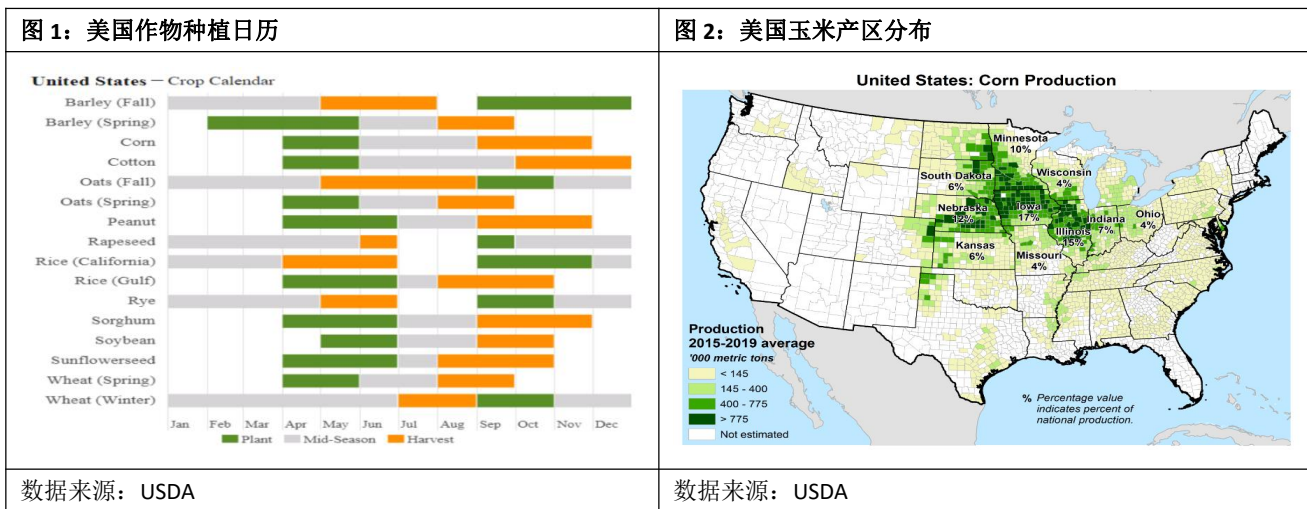 图 1：美国作物种植日历
United States — Crop Calendar
Barley (Fall)
Barley (Spring)
Corn
Cotton
Oats (Fall)
Oats (Spring)
Peanut
Rapeseed
Rice (California)
Rice (Gulf)
Rye
Sorghum
Soybean
Sunflowerseed
Wheat (Spring)
Wheat (Winter)
Jan Feb Mar Apr May Jun Jul Aug Sep Oct Nov Dec
Plant Mid-Season Harvest
数据来源：USDA
图 2：美国玉米产区分布
United States: Corn Production
Minnesota
10%
South Dakota
6%
Wisconsin
4%
Nebraska
12%
Iowa
17%
Illinois
15%
Indiana
7%
Ohio
4%
Kansas
6%
Missouri
4%
Production
2015-2019 average
'000 metric tons
< 145
145 - 400
400 - 775
> 775
Not estimated
% Percentage value
indicates percent of
national production.
数据来源：USDA